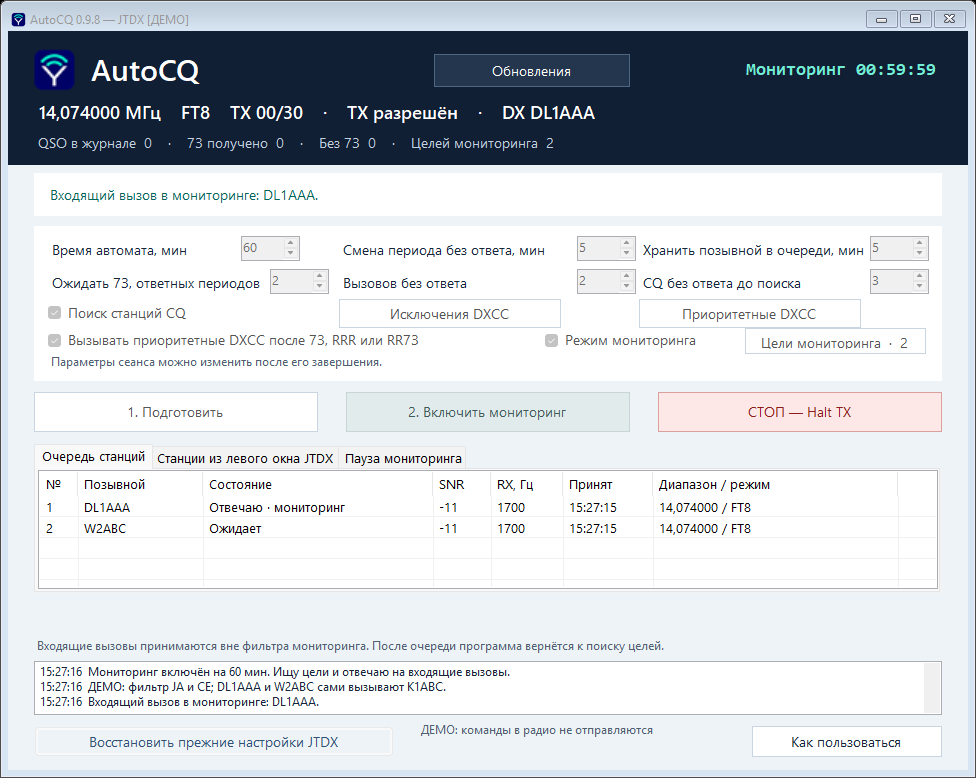 AutoCQ 0.9.8 — JTDX [ДЕМО]
AutoCQ
Обновления
Мониторинг 00:59:59
14,074000 МГц FT8 TX 00/30 · TX разрешён · DX DL1AAA
QSO в журнале 0 · 73 получено 0 · Без 73 0 · Целей мониторинга 2
Входящий вызов в мониторинге: DL1AAA.
Время автомата, мин 60 Смена периода без ответа, мин 5 Хранить позывной в очереди, мин 5
Ожидать 73, ответных периодов 2 Вызовов без ответа 2 CQ без ответа до поиска 3
Поиск станций CQ Исключения DXCC Приоритетные DXCC
Вызывать приоритетные DXCC после 73, RRR или RR73 Режим мониторинга Цели мониторинга · 2
Параметры сеанса можно изменить после его завершения.
1. Подготовить 2. Включить мониторинг СТОП — Halt TX
Очередь станций Станции из левого окна JTDX Пауза мониторинга
№ Позывной Состояние SNR RX, Гц Принят Диапазон / режим
1 DL1AAA Отвечаю · мониторинг -11 1700 15:27:15 14,074000 / FT8
2 W2ABC Ожидает -11 1700 15:27:15 14,074000 / FT8
Входящие вызовы принимаются вне фильтра мониторинга. После очереди программа вернётся к поиску целей.
15:27:16 Мониторинг включён на 60 мин. Ищу цели и отвечаю на входящие вызовы.
15:27:16 ДЕМО: фильтр JA и CE; DL1AAA и W2ABC сами вызывают K1ABC.
15:27:16 Входящий вызов в мониторинге: DL1AAA.
Восстановить прежние настройки JTDX ДЕМО: команды в радио не отправляются Как пользоваться